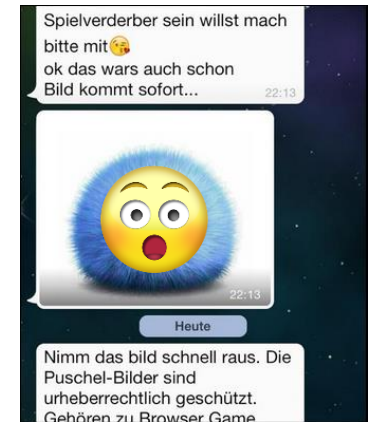 Spielverderber sein willst mach
bitte mit😘
ok das wars auch schon
Bild kommt sofort...
22:13
22:13
Heute
Nimm das bild schnell raus. Die
Puschel-Bilder sind
urheberrechtlich geschützt.
Gehören zu Browser Game